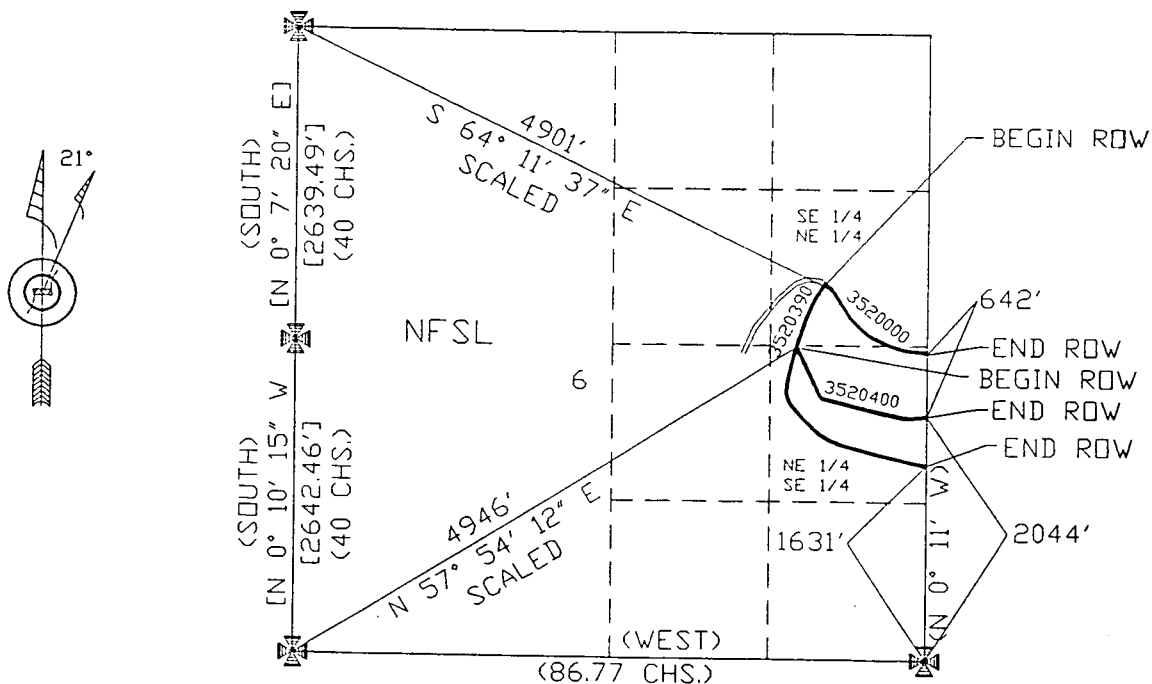 21°
(SOUTH)
[N 0° 7' 20" E]
[2639.49']
(40 CHS.)
(SOUTH)
[N 0° 10' 15" W
[2642.46']
(40 CHS.)
4901'
S 64° 11' 37" E
SCALED
BEGIN ROW
SE 1/4
NE 1/4
3520390
3520000
642'
NFSL
6
END ROW
BEGIN ROW
3520400
END ROW
END ROW
NE 1/4
SE 1/4
4946'
N 57° 54' 12" E
SCALED
1631'
2044'
(N 0° 11' W)
(WEST)
(86.77 CHS.)